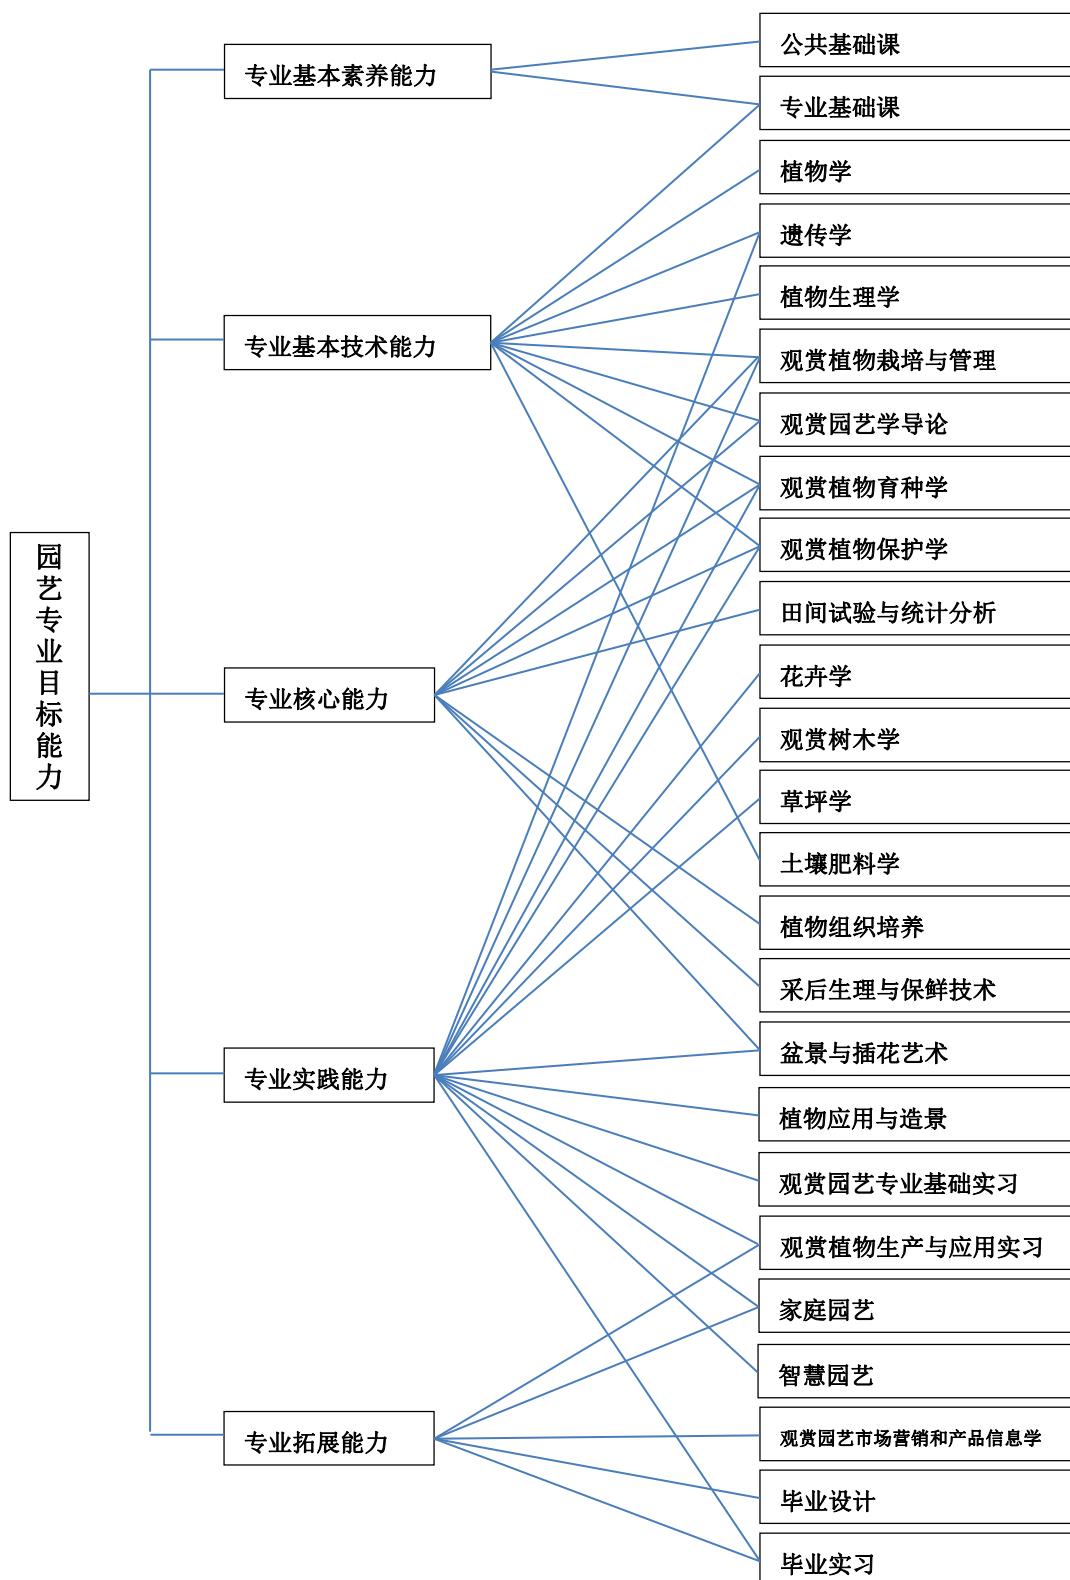 园艺专业目标能力
专业基本素养能力
专业基本技术能力
专业核心能力
专业实践能力
专业拓展能力
公共基础课
专业基础课
植物学
遗传学
植物生理学
观赏植物栽培与管理
观赏园艺学导论
观赏植物育种学
观赏植物保护学
田间试验与统计分析
花卉学
观赏树木学
草坪学
土壤肥料学
植物组织培养
采后生理与保鲜技术
盆景与插花艺术
植物应用与造景
观赏园艺专业基础实习
观赏植物生产与应用实习
家庭园艺
智慧园艺
观赏园艺市场营销和产品信息学
毕业设计
毕业实习